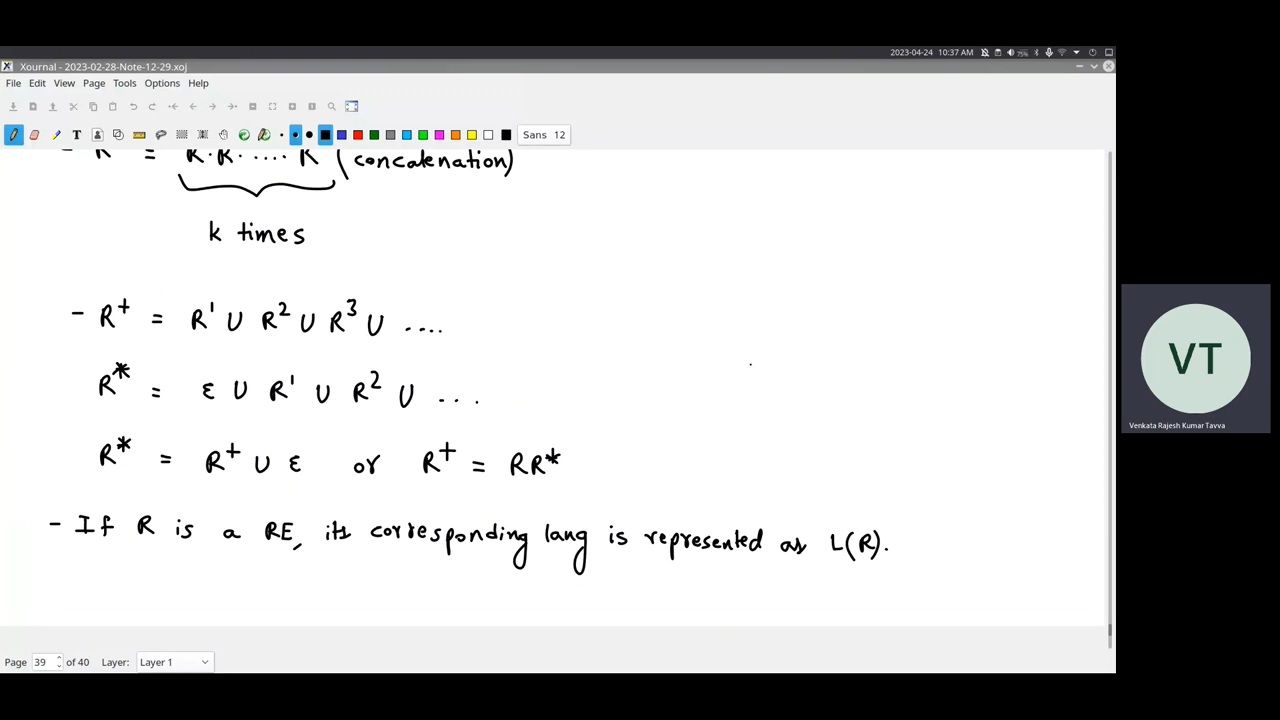 2023-04-24 10:37 AM
Xournal - 2023-02-28-Note-12-29.xoj
File Edit View Page Tools Options Help
Sans 12
- R = R·R·....·R (concatenation)
k times
- R⁺ = R¹ ∪ R² ∪ R³ ∪ ....
R* = ε ∪ R¹ ∪ R² ∪ ....
R* = R⁺ ∪ ε or R⁺ = RR*
- If R is a RE, its corresponding lang is represented as L(R).
VT
Venkata Rajesh Kumar Tavva
Page 39 of 40 Layer: Layer 1